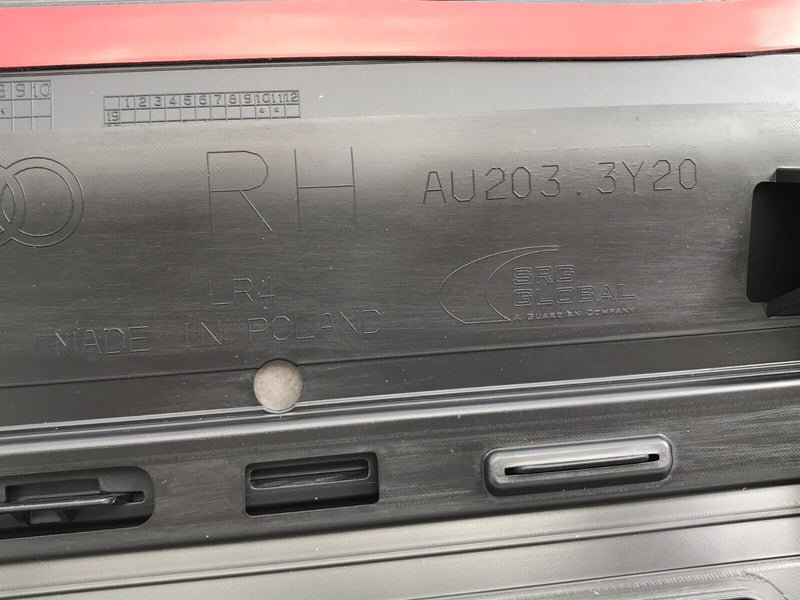 8 9 10
1 2 3 4 5 6 7 8 9 10 11 12
19
RH
AU203.3Y20
LR4
MADE IN POLAND
SRG
GLOBAL
A GUARDIAN COMPANY